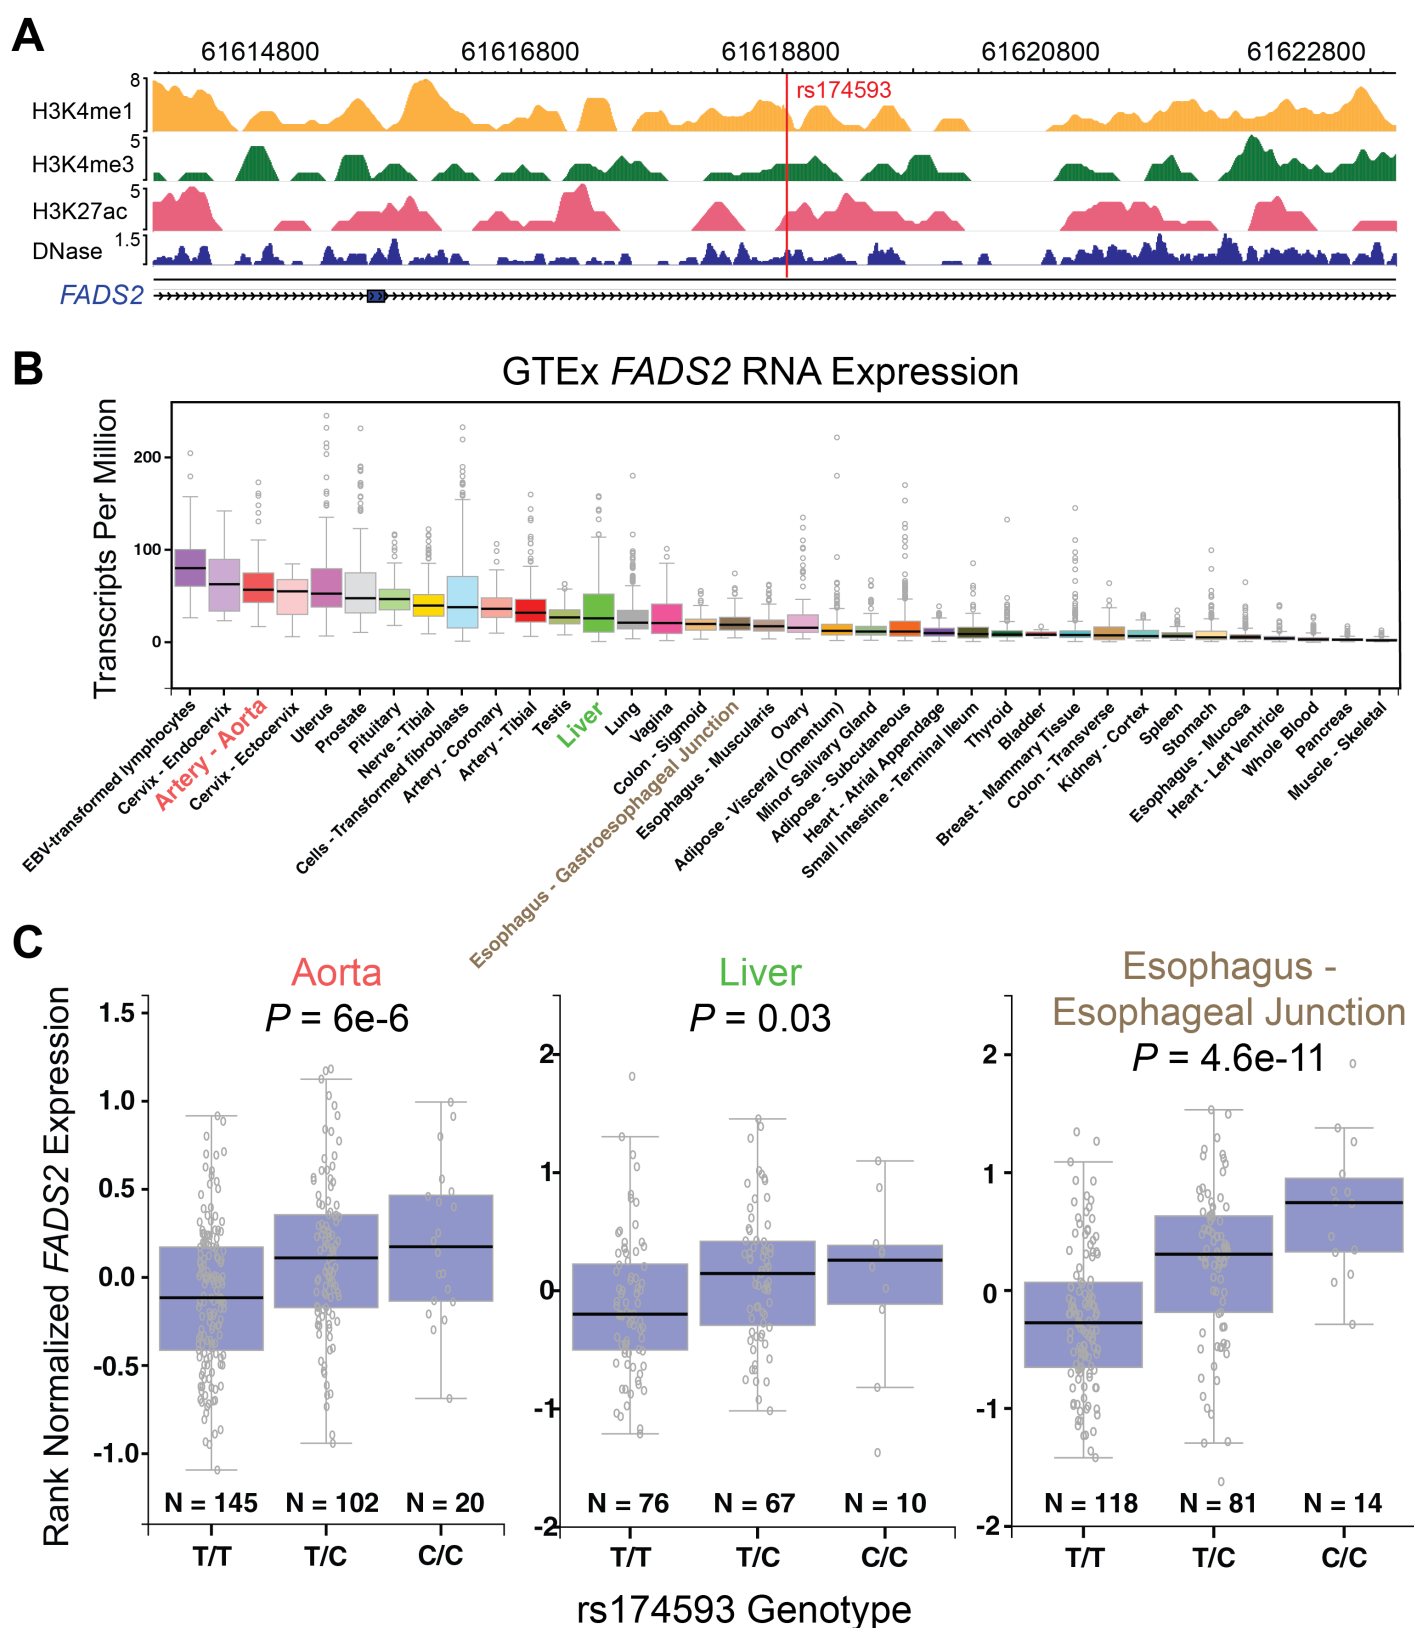 A
61614800 61616800 61618800 61620800 61622800
rs174593
8
H3K4me1
5
H3K4me3
5
H3K27ac
1.5
DNase
FADS2
B
GTEx FADS2 RNA Expression
Transcripts Per Million
200
100
0
EBV-transformed lymphocytes
Cervix - Endocervix
Artery - Aorta
Cervix - Ectocervix
Uterus
Prostate
Pituitary
Nerve - Tibial
Cells - Transformed fibroblasts
Artery - Coronary
Artery - Tibial
Testis
Liver
Lung
Vagina
Colon - Sigmoid
Esophagus - Gastroesophageal Junction
Esophagus - Muscularis
Ovary
Adipose - Visceral (Omentum)
Minor Salivary Gland
Adipose - Subcutaneous
Heart - Atrial Appendage
Small Intestine - Terminal Ileum
Thyroid
Bladder
Breast - Mammary Tissue
Colon - Transverse
Kidney - Cortex
Spleen
Stomach
Esophagus - Mucosa
Heart - Left Ventricle
Whole Blood
Pancreas
Muscle - Skeletal
C
Rank Normalized FADS2 Expression
Aorta
P = 6e-6
1.5
1.0
0.5
0.0
-0.5
-1.0
N = 145 N = 102 N = 20
T/T T/C C/C
Liver
P = 0.03
2
1
0
-1
-2
N = 76 N = 67 N = 10
T/T T/C C/C
Esophagus -
Esophageal Junction
P = 4.6e-11
2
1
0
-1
-2
N = 118 N = 81 N = 14
T/T T/C C/C
rs174593 Genotype